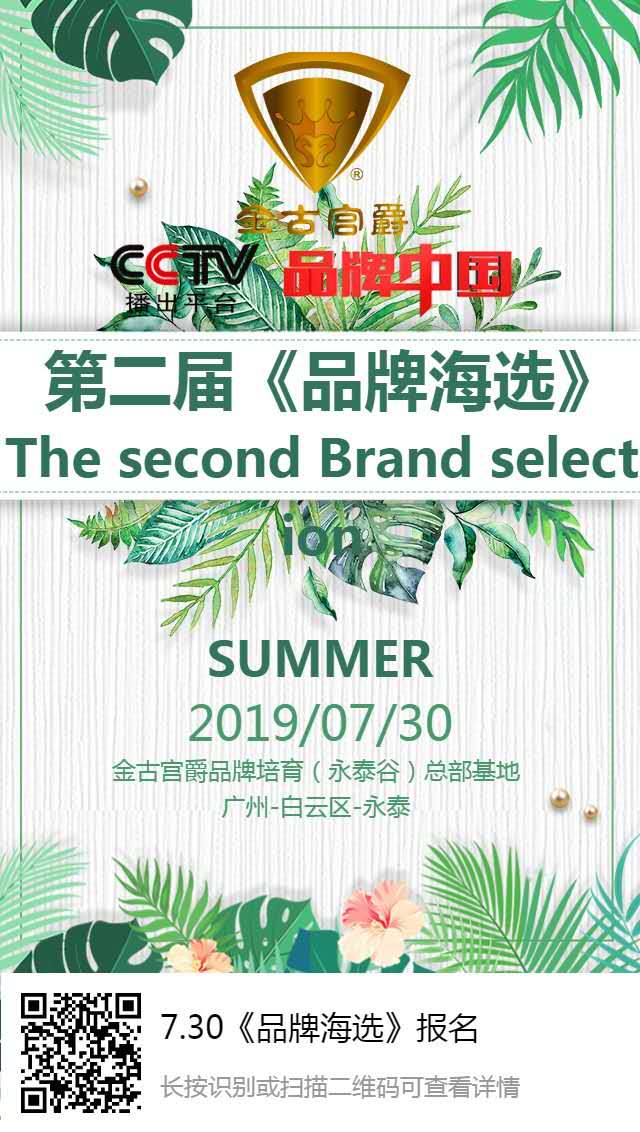 ®
金古宫爵
CCTV 品牌中国
播出平台
第二届《品牌海选》
The second Brand select
ion
SUMMER
2019/07/30
金古宫爵品牌培育（永泰谷）总部基地
广州-白云区-永泰
7.30《品牌海选》报名
长按识别或扫描二维码可查看详情